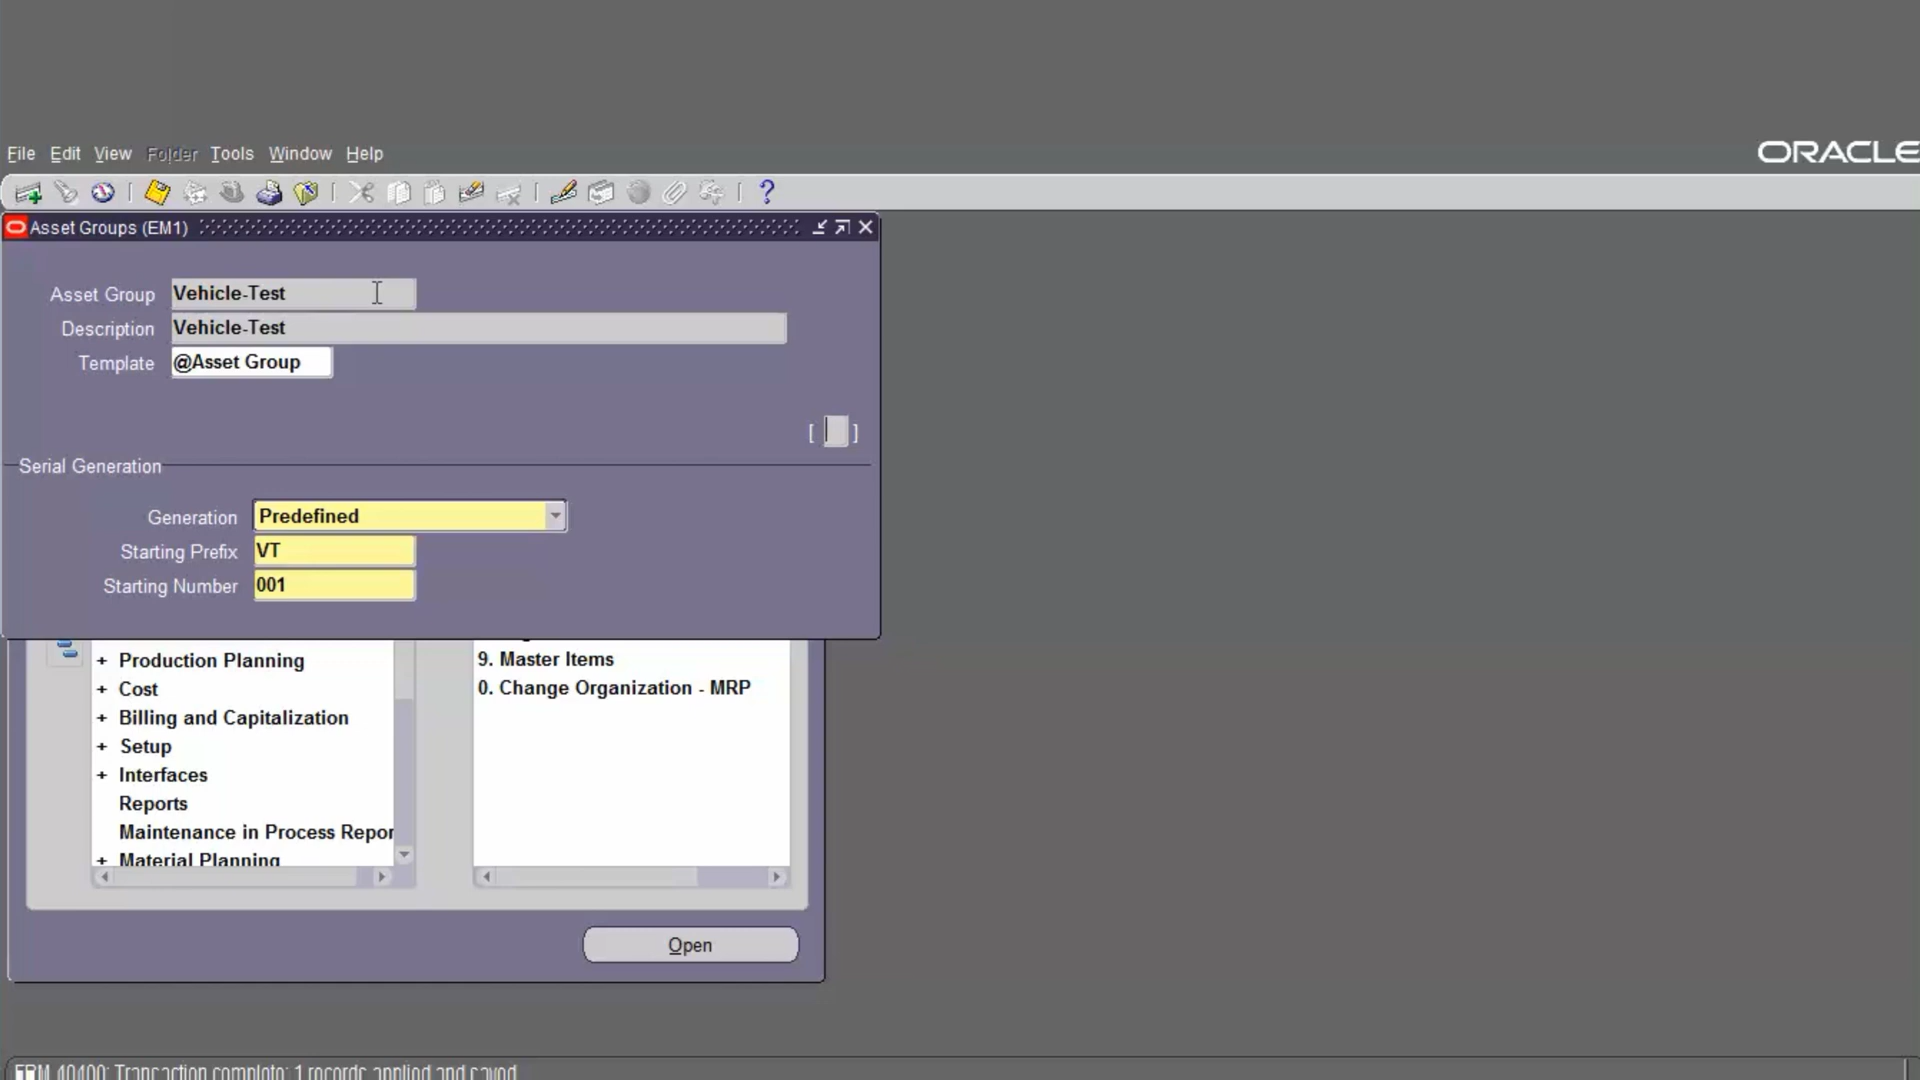 File Edit View Folder Tools Window Help
ORACLE
Asset Groups (EM1)
Asset Group Vehicle-Test
Description Vehicle-Test
Template @Asset Group
[ ]
Serial Generation
Generation Predefined
Starting Prefix VT
Starting Number 001
+ Production Planning
+ Cost
+ Billing and Capitalization
+ Setup
+ Interfaces
Reports
Maintenance in Process Repor
+ Material Planning
9. Master Items
0. Change Organization - MRP
Open
FRM-40400: Transaction complete: 1 records applied and saved.